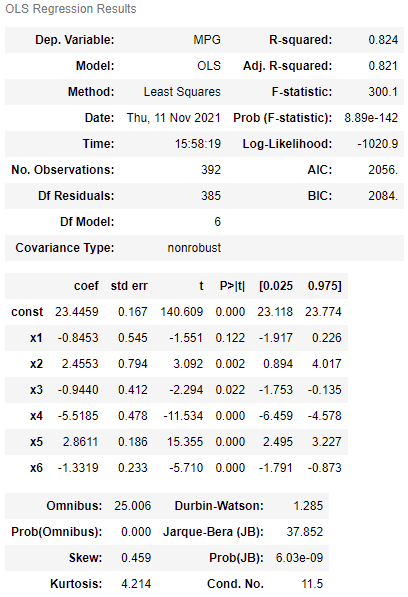 OLS Regression Results
Dep. Variable: MPG R-squared: 0.824
Model: OLS Adj. R-squared: 0.821
Method: Least Squares F-statistic: 300.1
Date: Thu, 11 Nov 2021 Prob (F-statistic): 8.89e-142
Time: 15:58:19 Log-Likelihood: -1020.9
No. Observations: 392 AIC: 2056.
Df Residuals: 385 BIC: 2084.
Df Model: 6
Covariance Type: nonrobust
coef std err t P>|t| [0.025 0.975]
const 23.4459 0.167 140.609 0.000 23.118 23.774
x1 -0.8453 0.545 -1.551 0.122 -1.917 0.226
x2 2.4553 0.794 3.092 0.002 0.894 4.017
x3 -0.9440 0.412 -2.294 0.022 -1.753 -0.135
x4 -5.5185 0.478 -11.534 0.000 -6.459 -4.578
x5 2.8611 0.186 15.355 0.000 2.495 3.227
x6 -1.3319 0.233 -5.710 0.000 -1.791 -0.873
Omnibus: 25.006 Durbin-Watson: 1.285
Prob(Omnibus): 0.000 Jarque-Bera (JB): 37.852
Skew: 0.459 Prob(JB): 6.03e-09
Kurtosis: 4.214 Cond. No. 11.5